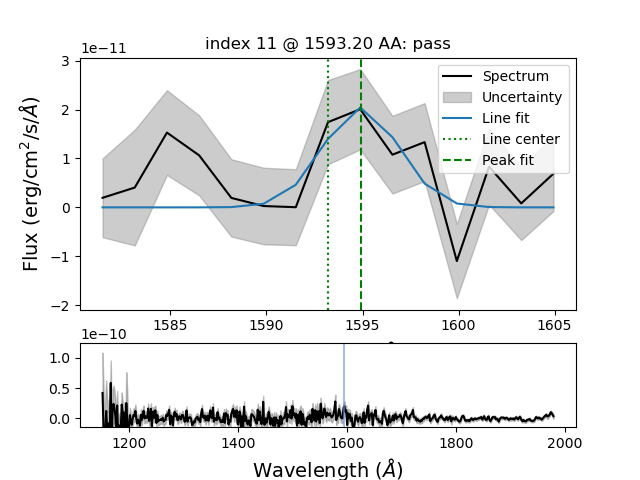 index 11 @ 1593.20 AA: pass
1e−11
3
2
1
0
−1
−2
Flux (erg/cm²/s/Å)
Spectrum
Uncertainty
Line fit
Line center
Peak fit
1585
1590
1595
1600
1605
1e−10
1.0
0.5
0.0
1200
1400
1600
1800
2000
Wavelength (Å)